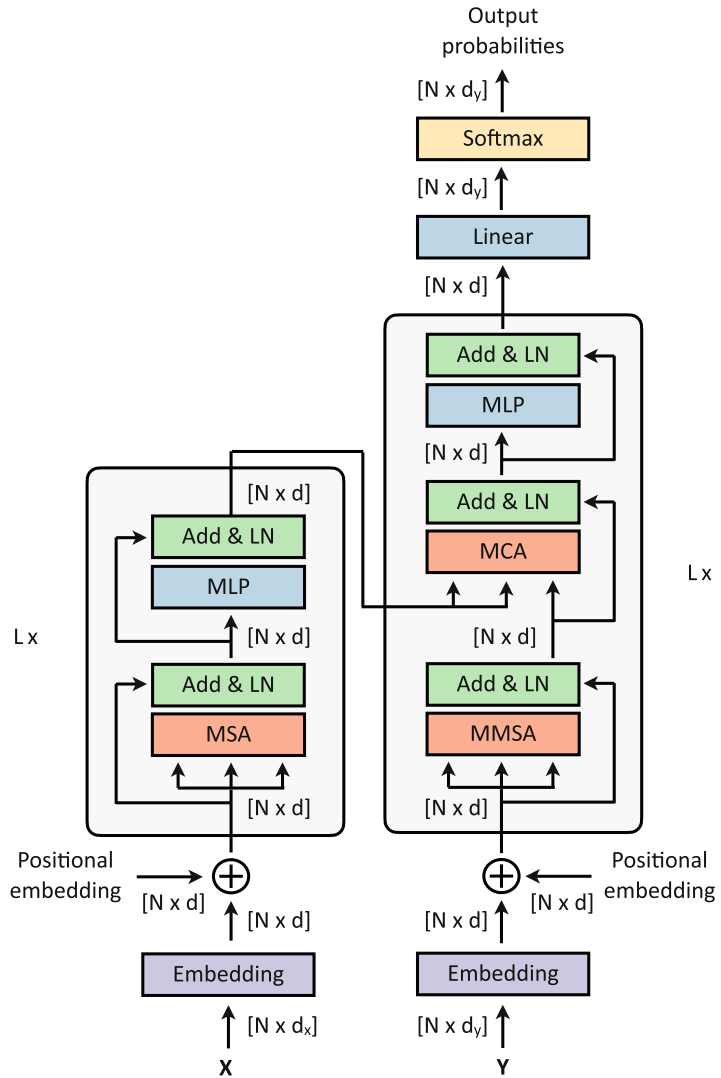 Output
probabilities
[N x dy]
Softmax
[N x dy]
Linear
[N x d]
Add & LN
MLP
[N x d]
Add & LN
MCA
L x
[N x d]
Add & LN
MMSA
[N x d]
Positional
embedding
[N x d]
[N x d]
Embedding
[N x dy]
Y
[N x d]
Add & LN
MLP
L x
[N x d]
Add & LN
MSA
[N x d]
Positional
embedding
[N x d]
[N x d]
Embedding
[N x dx]
X